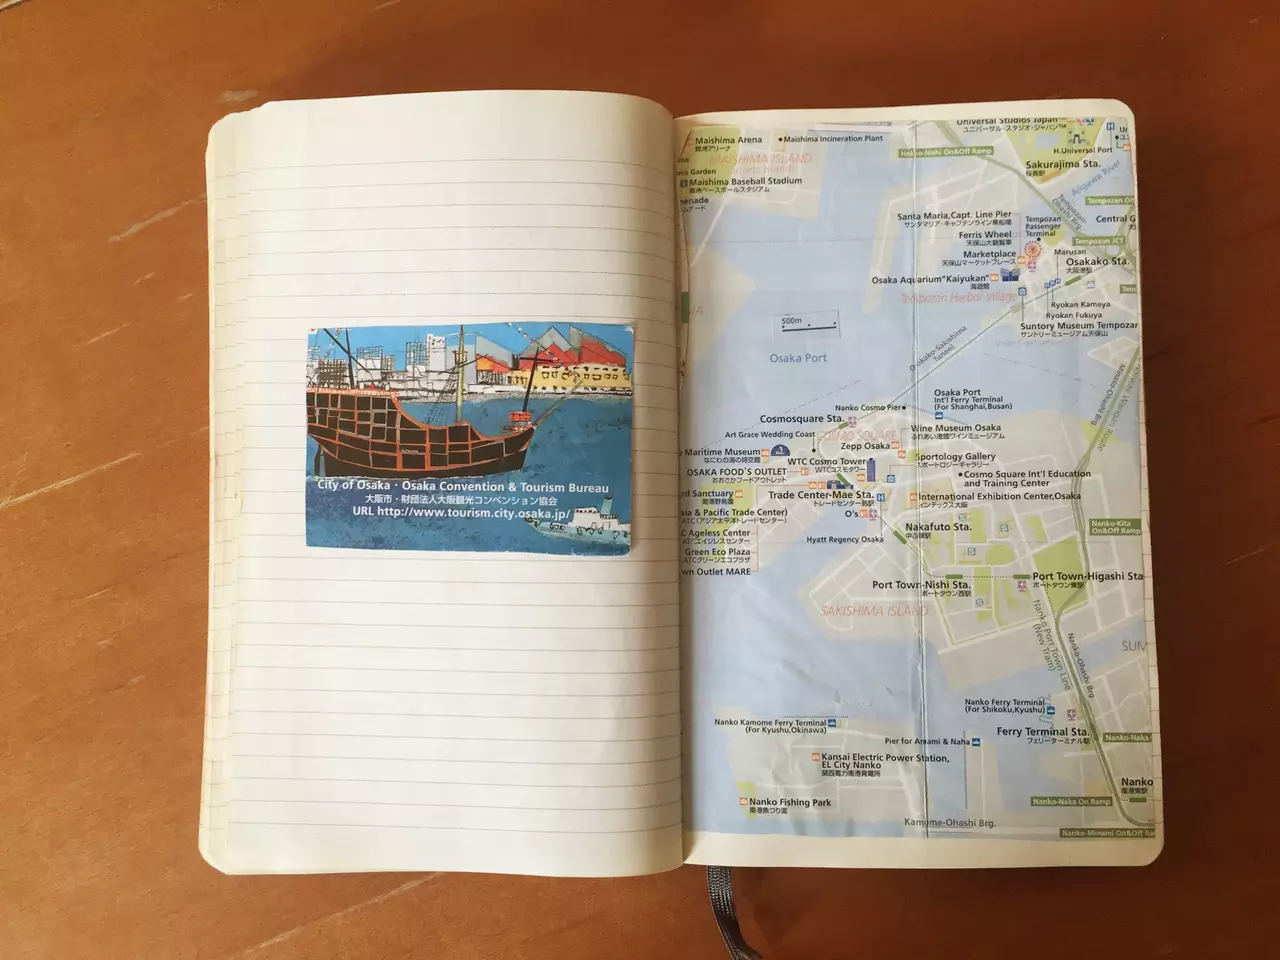 City of Osaka・Osaka Convention & Tourism Bureau
大阪市・財団法人大阪観光コンベンション協会
URL http://www.tourism.city.osaka.jp/
Universal Studios Japan™
ユニバーサル・スタジオ・ジャパン™
H.Universal Port
Maishima Arena
舞洲アリーナ
Maishima Incineration Plant
MAISHIMA ISLAND
Hokko-Nishi On&Off Ramp
Sakurajima Sta.
桜島駅
Ajigawa River
nis Garden
Maishima Baseball Stadium
舞洲ベースボールスタジアム
enade
Tempozan-Ohashi Brg.
Tempozan On
Santa Maria,Capt. Line Pier
サンタマリア・キャプテンライン乗船場
Tempozan
Passenger
Terminal
Central G
Ferris Wheel
天保山大観覧車
Tempozan JCT
Marketplace
天保山マーケットプレース
Marusan
Osakako Sta.
大阪港駅
Osaka Aquarium"Kaiyukan"
海遊館
Tempozan Harbor Village
Ryokan Kameya
Ryokan Fukuya
Suntory Museum Tempozan
サントリーミュージアム天保山
500m
Osaka Port
Osakako-Sakishima
Tunnel
Minato-Ohashi Brg.
Osaka Port
Int'l Ferry Terminal
(For Shanghai,Busan)
Nanko Cosmo Pier
Cosmosquare Sta.
Wine Museum Osaka
ふれあい港館ワインミュージアム
Art Grace Wedding Coast
COSMO SQUARE
Zepp Osaka
Maritime Museum
なにわの海の時空館
WTC Cosmo Tower
WTCコスモタワー
Sportology Gallery
スポートロジーギャラリー
OSAKA FOOD'S OUTLET
おおさかフードアウトレット
Cosmo Square Int'l Education
and Training Center
rd Sanctuary
南港野鳥園
Trade Center-Mae Sta.
トレードセンター前駅
International Exhibition Center,Osaka
インテックス大阪
sia & Pacific Trade Center)
ATC(アジア太平洋トレードセンター)
O's
Nakafuto Sta.
中ふ頭駅
Nanko-Kita
On&Off Ramp
C Ageless Center
ATCエイジレスセンター
Hyatt Regency Osaka
Green Eco Plaza
ATCグリーンエコプラザ
wn Outlet MARE
Port Town-Nishi Sta.
ポートタウン西駅
Port Town-Higashi Sta
ポートタウン東駅
SAKISHIMA ISLAND
Nanko Port Town Line
(New Tram)
Nanko-Ohashi Brg.
SUM
Nanko Ferry Terminal
(For Shikoku,Kyushu)
Nanko Kamome Ferry Terminal
(For Kyushu,Okinawa)
Ferry Terminal Sta.
フェリーターミナル駅
Nanko-Naka
Pier for Amami & Naha
Kansai Electric Power Station,
EL City Nanko
関西電力南港発電所
Nanko
南港東駅
Nanko Fishing Park
南港魚つり園
Nanko-Naka On Ramp
Kamome-Ohashi Brg.
Nanko-Minami On&Off Ra